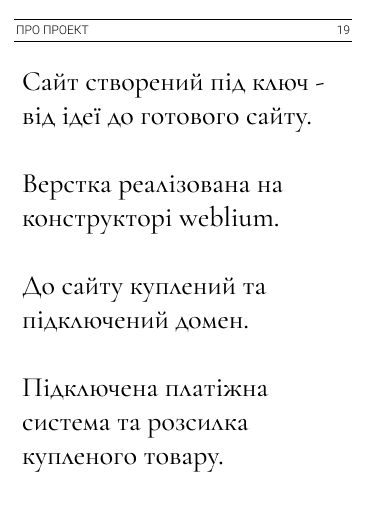 ПРО ПРОЕКТ 19
Сайт створений під ключ -
від ідеї до готового сайту.
Верстка реалізована на
конструкторі weblium.
До сайту куплений та
підключений домен.
Підключена платіжна
система та розсилка
купленого товару.